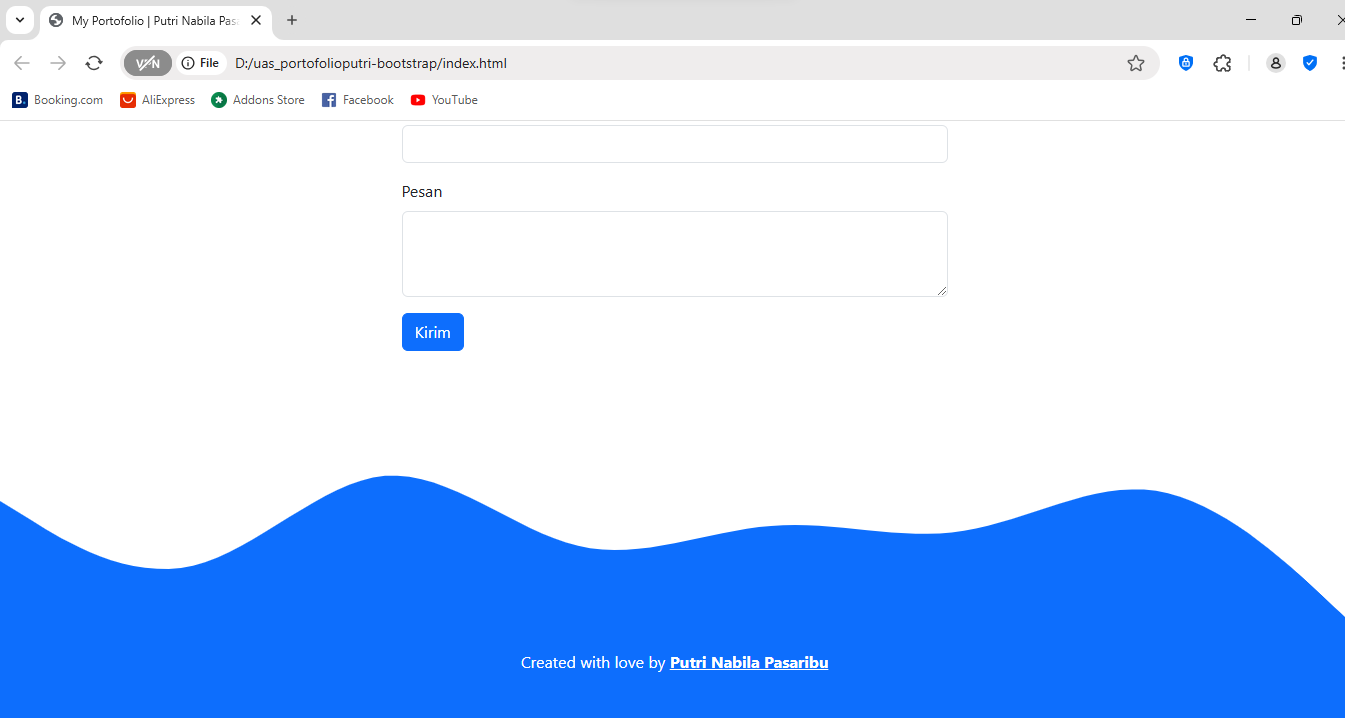 My Portofolio | Putri Nabila Pas
VPN
File
D:/uas_portofolioputri-bootstrap/index.html
B. Booking.com
AliExpress
Addons Store
Facebook
YouTube
Pesan
Kirim
Created with love by Putri Nabila Pasaribu